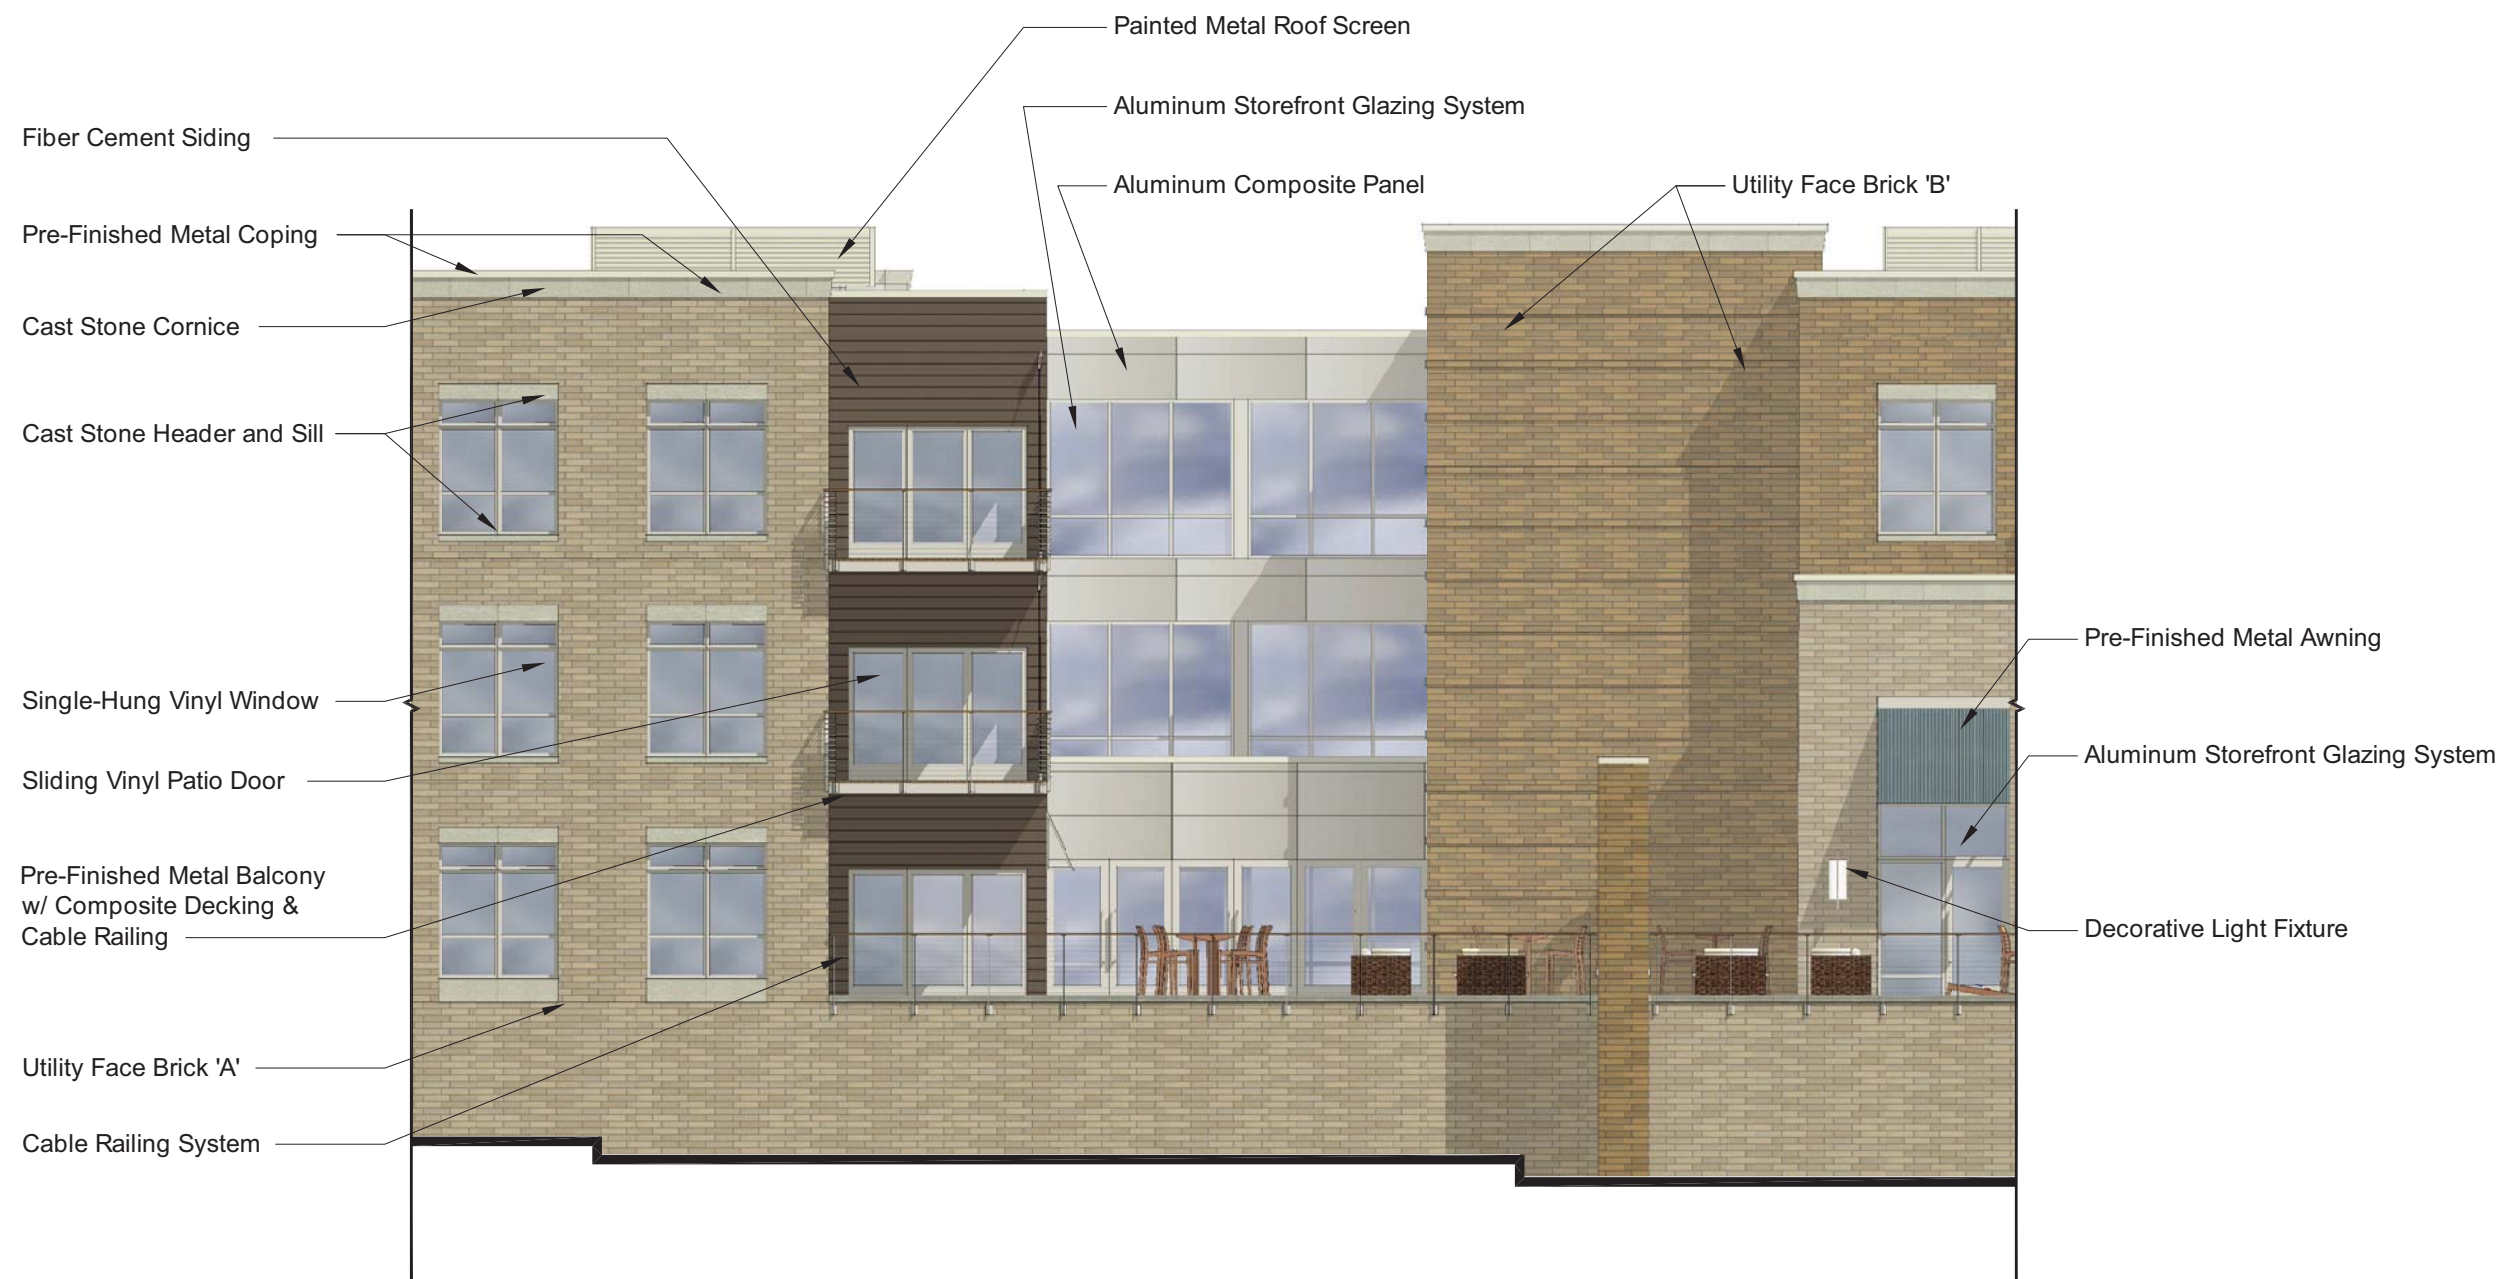 Painted Metal Roof Screen
Aluminum Storefront Glazing System
Fiber Cement Siding
Aluminum Composite Panel
Utility Face Brick 'B'
Pre-Finished Metal Coping
Cast Stone Cornice
Cast Stone Header and Sill
Pre-Finished Metal Awning
Single-Hung Vinyl Window
Aluminum Storefront Glazing System
Sliding Vinyl Patio Door
Pre-Finished Metal Balcony
w/ Composite Decking &
Cable Railing
Decorative Light Fixture
Utility Face Brick 'A'
Cable Railing System